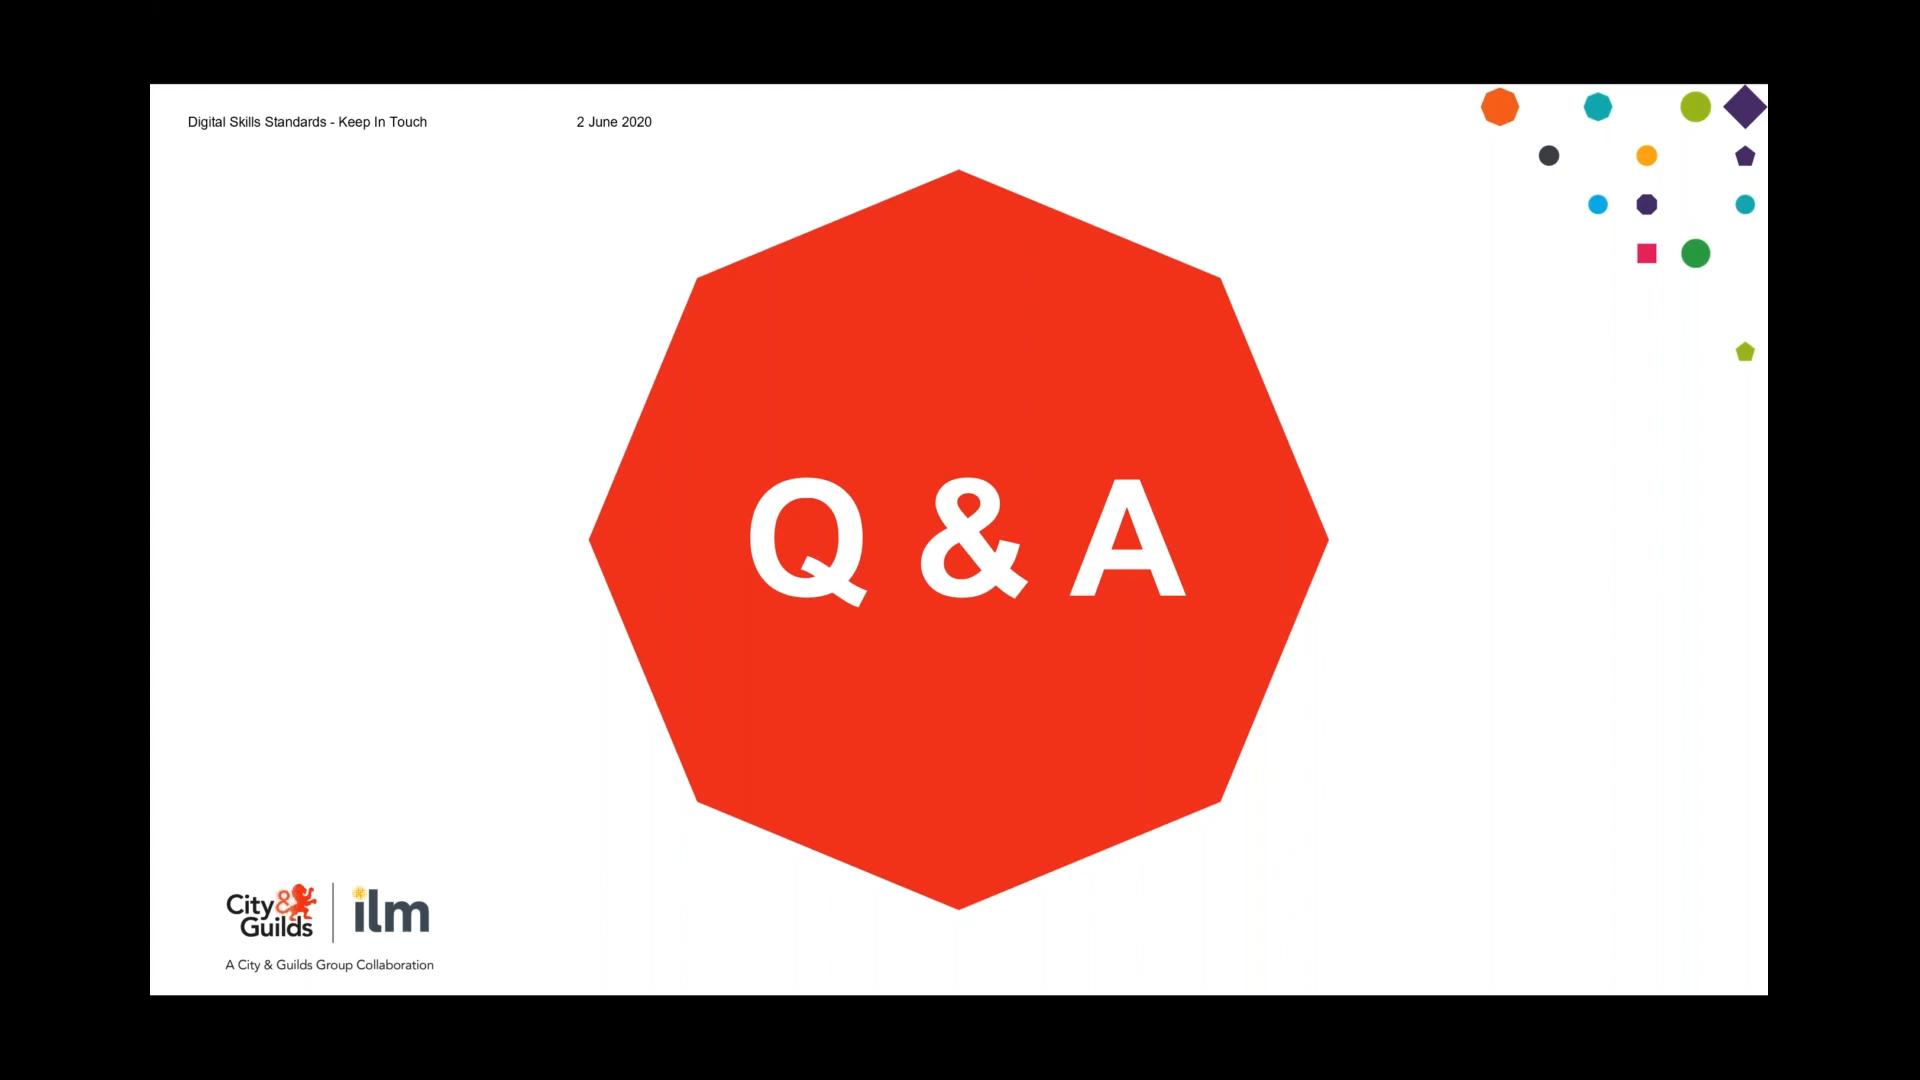 Digital Skills Standards - Keep In Touch 2 June 2020
Q & A
City &
Guilds
ilm
A City & Guilds Group Collaboration